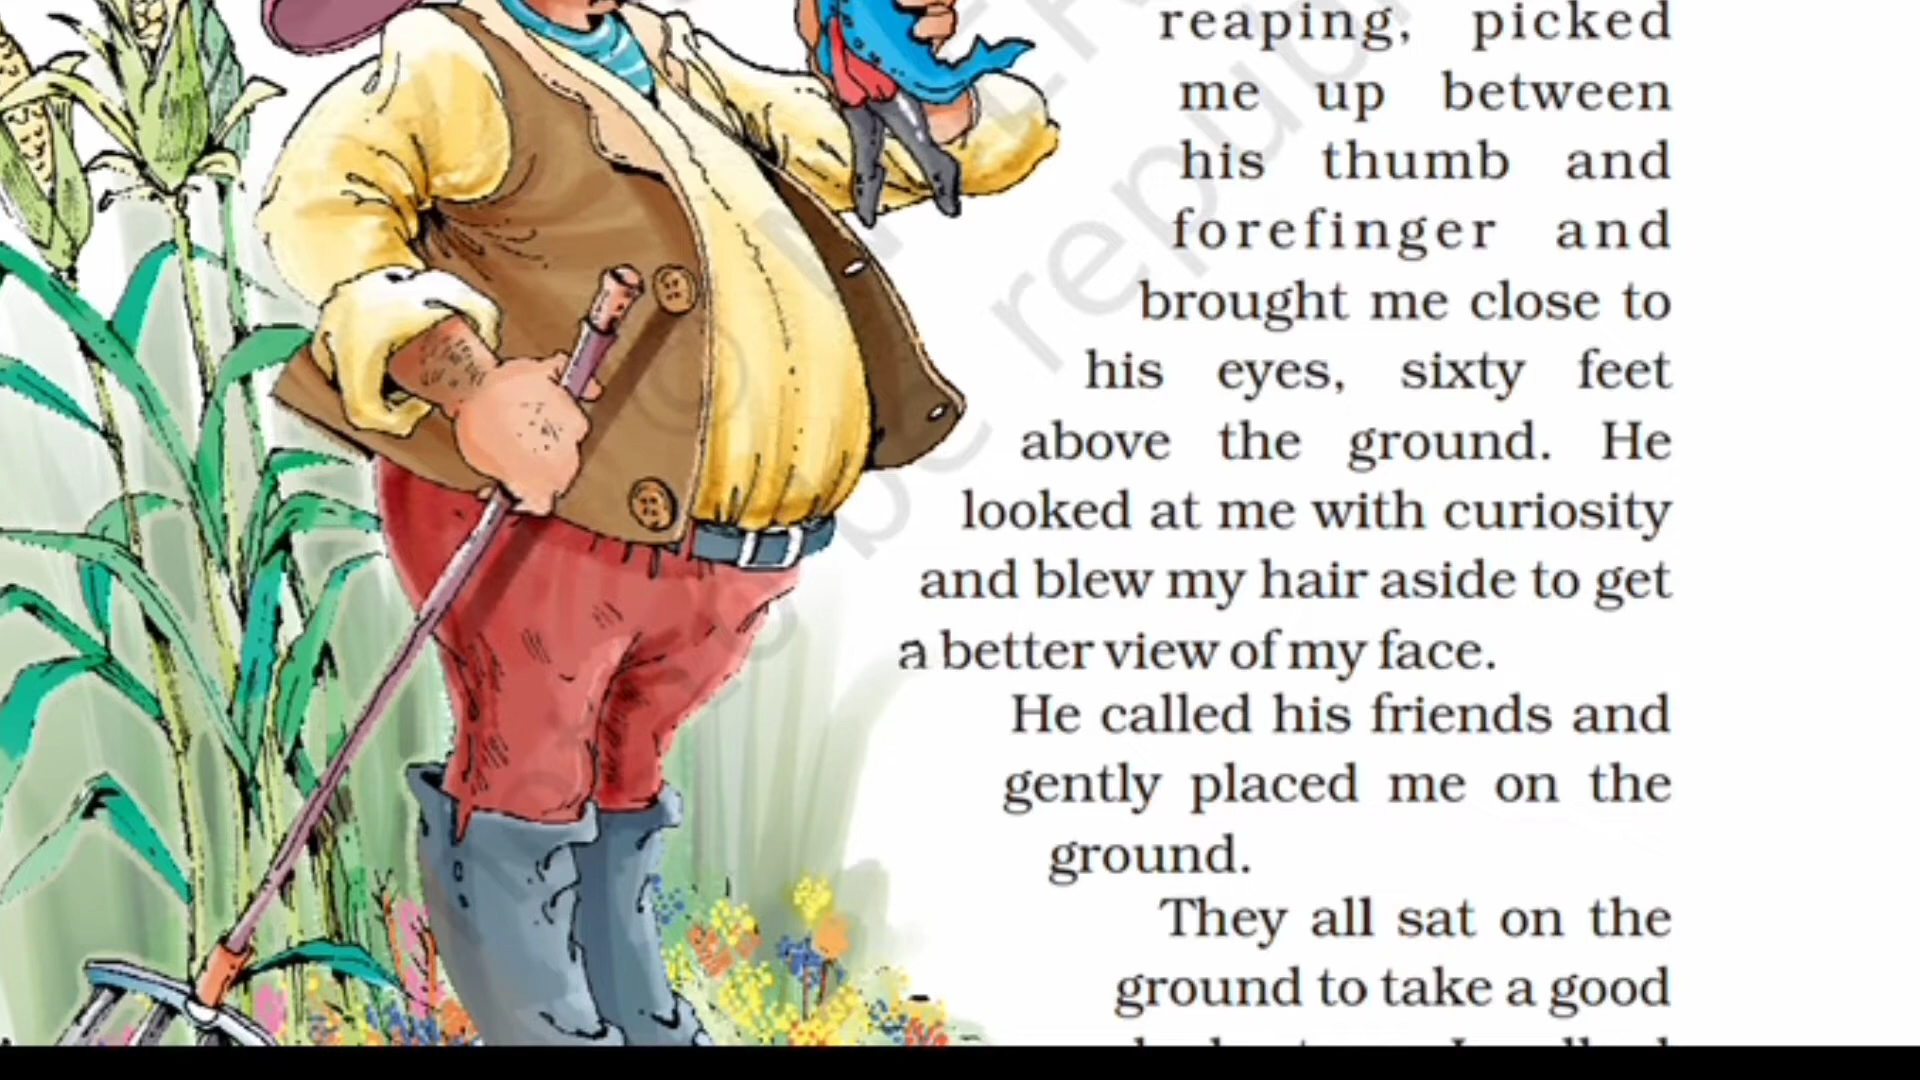 reaping, picked
me up between
his thumb and
forefinger and
brought me close to
his eyes, sixty feet
above the ground. He
looked at me with curiosity
and blew my hair aside to get
a better view of my face.
He called his friends and
gently placed me on the
ground.
They all sat on the
ground to take a good